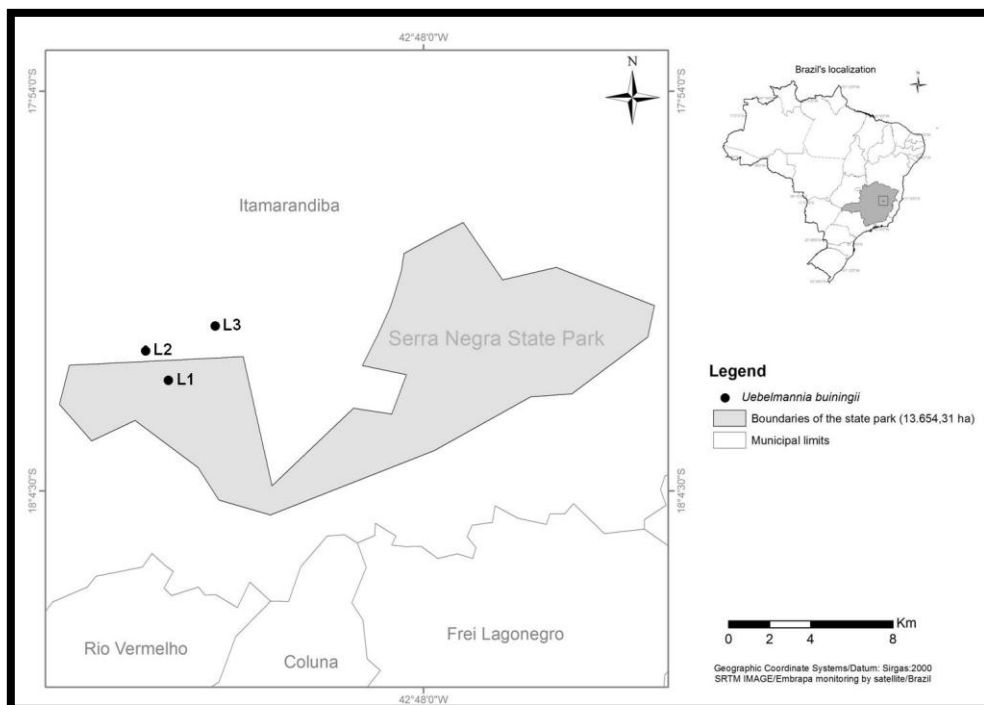 42°48'0"W
17°54'0"S
17°54'0"S
N
Itamarandiba
L3
L2
L1
Serra Negra State Park
18°4'30"S
18°4'30"S
Rio Vermelho
Coluna
Frei Lagonegro
42°48'0"W
Brazil's localization
N
Legend
Uebelmannia buiningii
Boundaries of the state park (13.654,31 ha)
Municipal limits
Km
0 2 4 8
Geographic Coordinate Systems/Datum: Sirgas:2000
SRTM IMAGE/Embrapa monitoring by satellite/Brazil